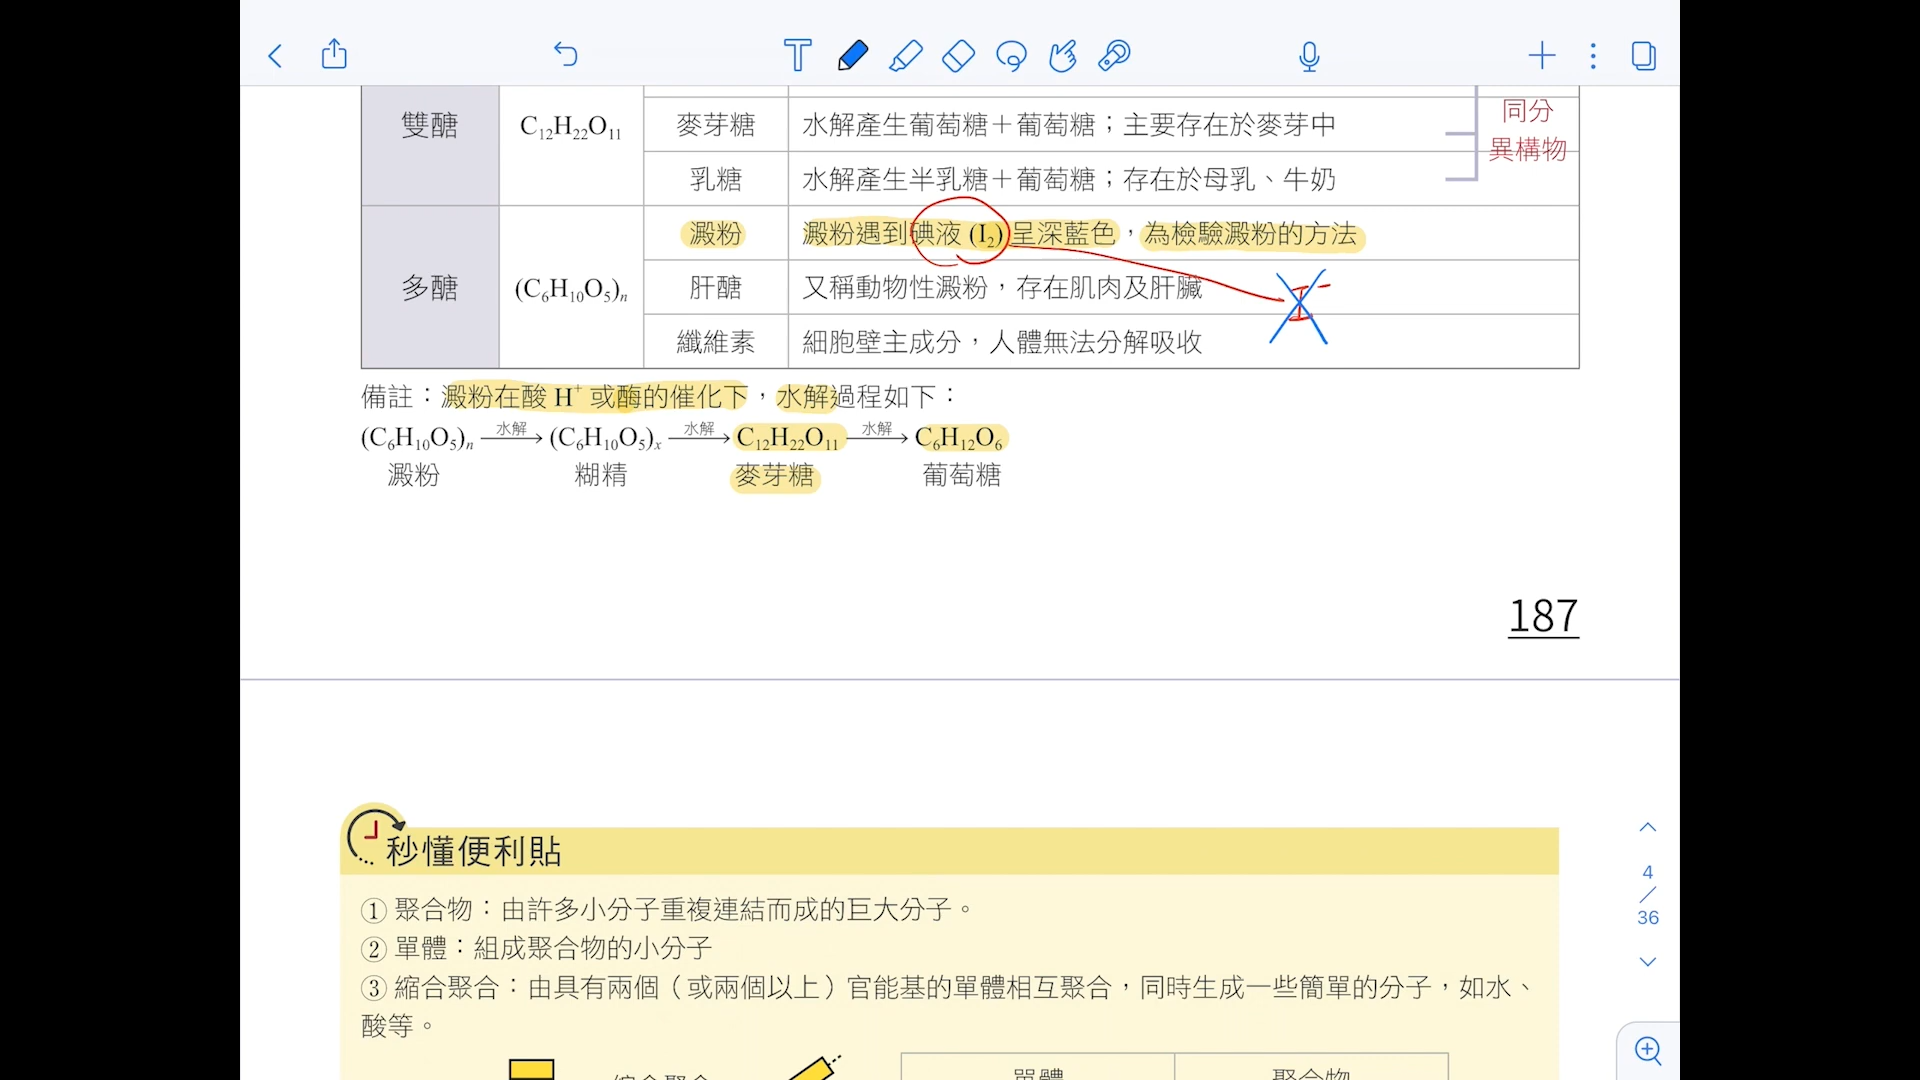 雙醣 C₁₂H₂₂O₁₁ 麥芽糖 水解產生葡萄糖＋葡萄糖；主要存在於麥芽中
同分
異構物
乳糖 水解產生半乳糖＋葡萄糖；存在於母乳、牛奶
多醣 (C₆H₁₀O₅)ₙ 澱粉 澱粉遇到碘液 (I₂) 呈深藍色，為檢驗澱粉的方法
肝醣 又稱動物性澱粉，存在肌肉及肝臟
I⁻
纖維素 細胞壁主成分，人體無法分解吸收
備註：澱粉在酸 H⁺ 或酶的催化下，水解過程如下：
(C₆H₁₀O₅)ₙ 水解→ (C₆H₁₀O₅)ₓ 水解→ C₁₂H₂₂O₁₁ 水解→ C₆H₁₂O₆
澱粉 糊精 麥芽糖 葡萄糖
187
秒懂便利貼
① 聚合物：由許多小分子重複連結而成的巨大分子。
② 單體：組成聚合物的小分子
③ 縮合聚合：由具有兩個（或兩個以上）官能基的單體相互聚合，同時生成一些簡單的分子，如水、
酸等。
縮合聚合 單體 聚合物
4
/
36